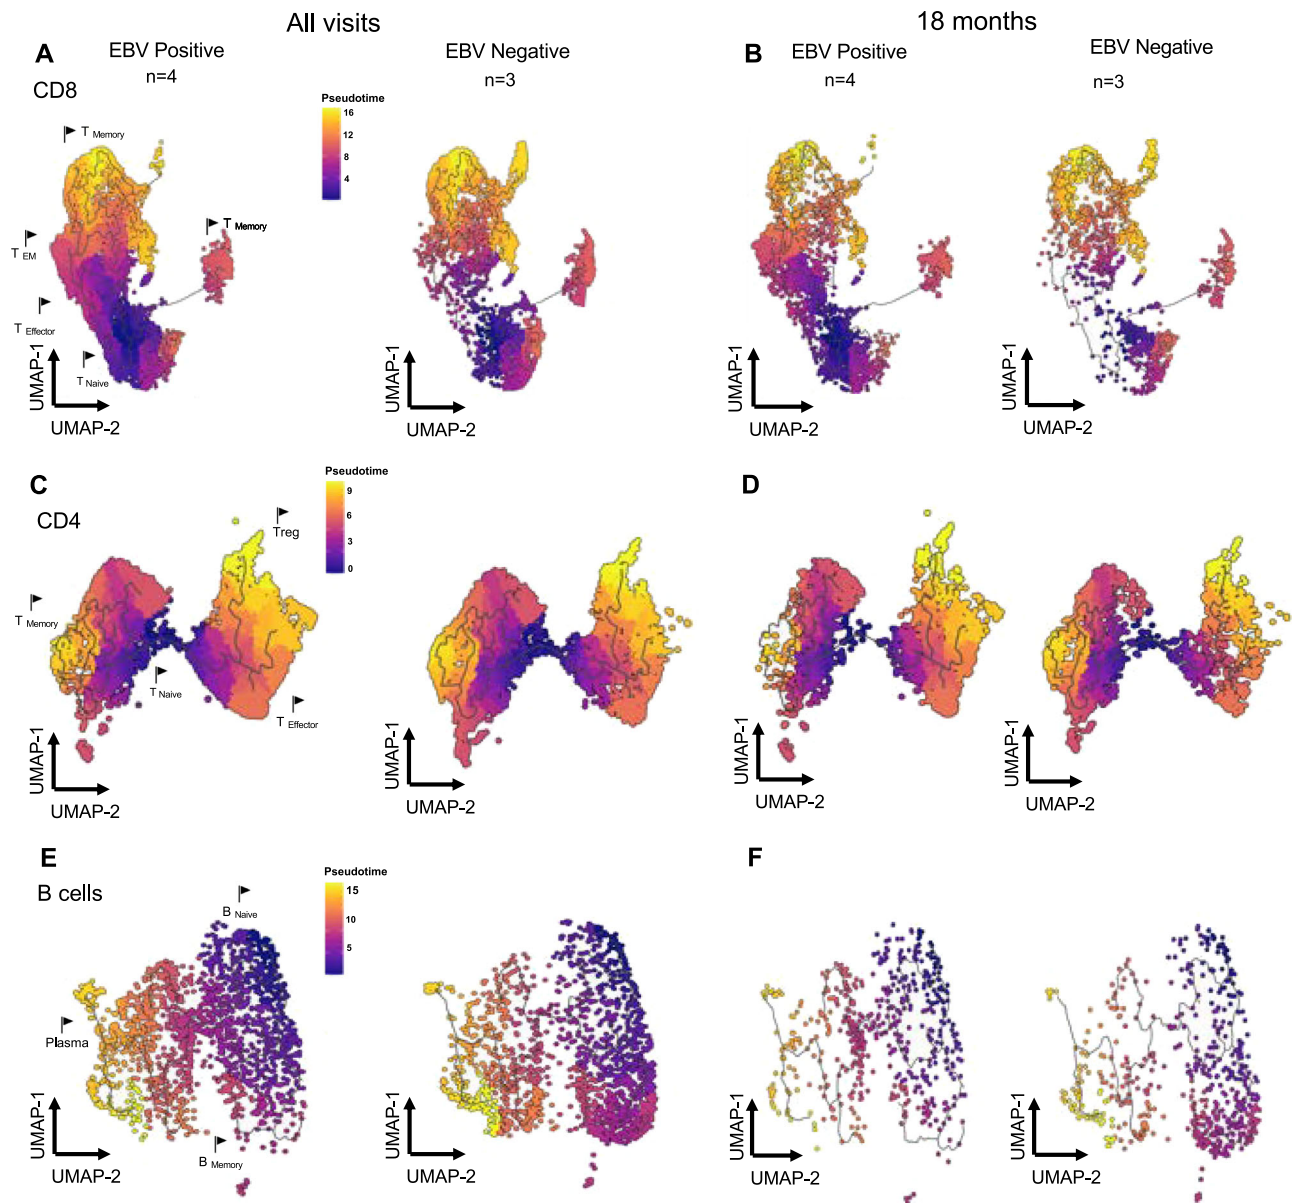 All visits
18 months
A
EBV Positive
n=4
EBV Negative
n=3
B
EBV Positive
n=4
EBV Negative
n=3
CD8
Pseudotime
16
12
8
4
T Memory
T Memory
T EM
T Effector
T Naive
UMAP-1
UMAP-2
UMAP-1
UMAP-2
UMAP-1
UMAP-2
UMAP-1
UMAP-2
C
CD4
Pseudotime
9
6
3
0
Treg
T Memory
T Naive
T Effector
UMAP-1
UMAP-2
UMAP-1
UMAP-2
D
UMAP-1
UMAP-2
UMAP-1
UMAP-2
E
B cells
Pseudotime
15
10
5
B Naive
Plasma
B Memory
UMAP-1
UMAP-2
UMAP-1
UMAP-2
F
UMAP-1
UMAP-2
UMAP-1
UMAP-2